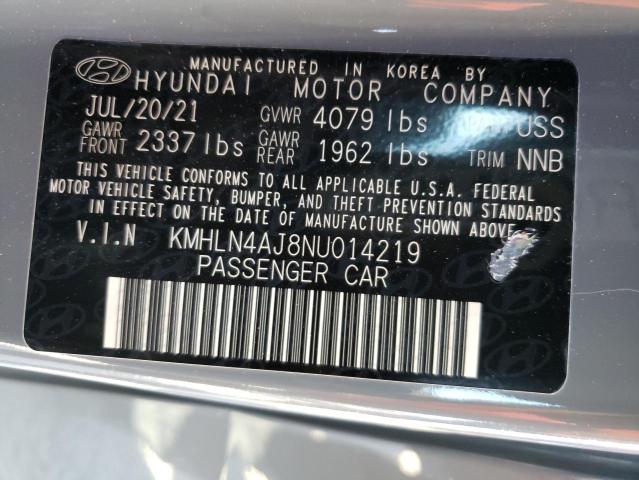 MANUFACTURED IN KOREA BY
HYUNDAI MOTOR COMPANY
JUL/20/21 GVWR 4079 lbs USS
GAWR FRONT 2337 lbs GAWR REAR 1962 lbs TRIM NNB
THIS VEHICLE CONFORMS TO ALL APPLICABLE U.S.A. FEDERAL
MOTOR VEHICLE SAFETY, BUMPER, AND THEFT PREVENTION STANDARDS
IN EFFECT ON THE DATE OF MANUFACTURE SHOWN ABOVE.
V.I.N KMHLN4AJ8NU014219
PASSENGER CAR